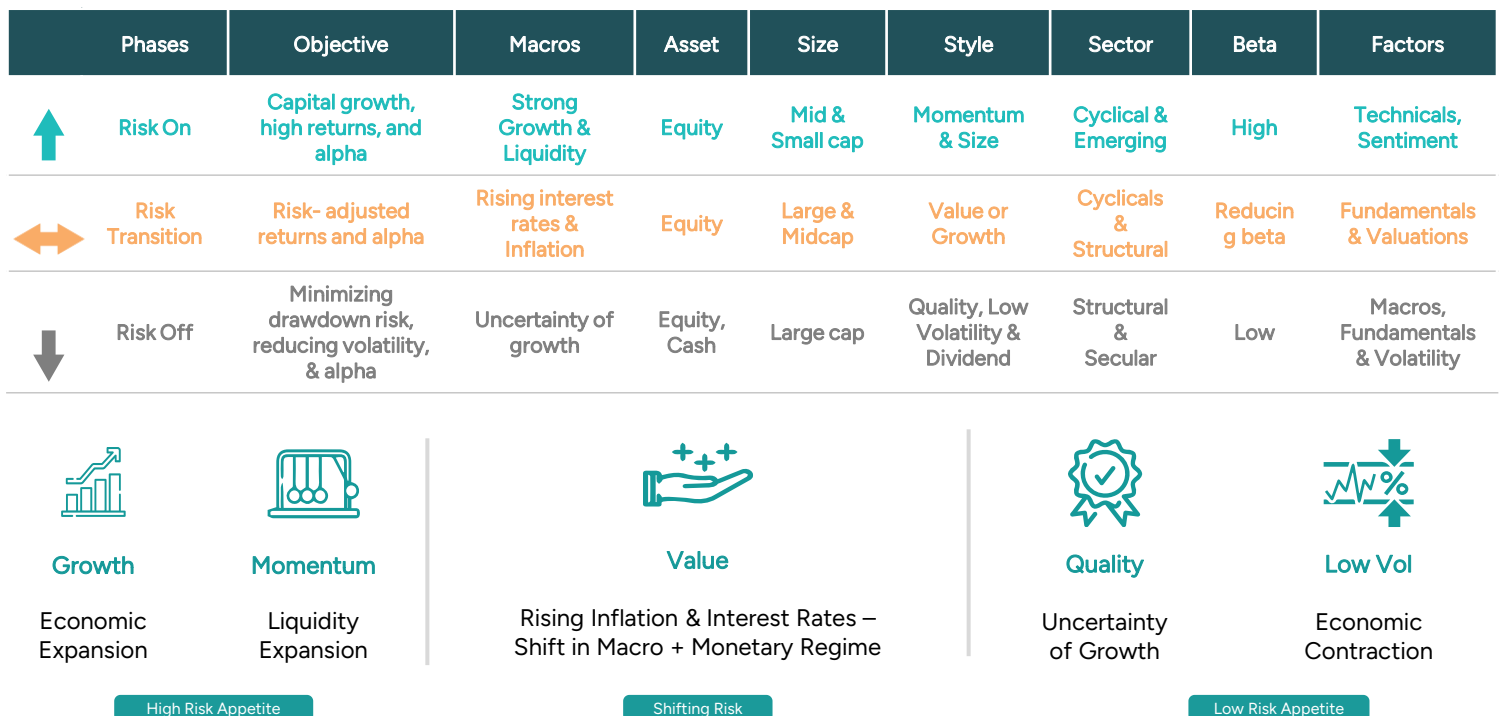 Phases Objective Macros Asset Size Style Sector Beta Factors
Risk On
Capital growth,
high returns, and
alpha
Strong
Growth &
Liquidity
Equity
Mid &
Small cap
Momentum
& Size
Cyclical &
Emerging
High
Technicals,
Sentiment
Risk
Transition
Risk- adjusted
returns and alpha
Rising interest
rates &
Inflation
Equity
Large &
Midcap
Value or
Growth
Cyclicals
&
Structural
Reducin
g beta
Fundamentals
& Valuations
Risk Off
Minimizing
drawdown risk,
reducing volatility,
& alpha
Uncertainty of
growth
Equity,
Cash
Large cap
Quality, Low
Volatility &
Dividend
Structural
&
Secular
Low
Macros,
Fundamentals
& Volatility
%
Growth
Economic
Expansion
Momentum
Liquidity
Expansion
Value
Rising Inflation & Interest Rates –
Shift in Macro + Monetary Regime
Quality
Uncertainty
of Growth
Low Vol
Economic
Contraction
High Risk Appetite
Shifting Risk
Low Risk Appetite